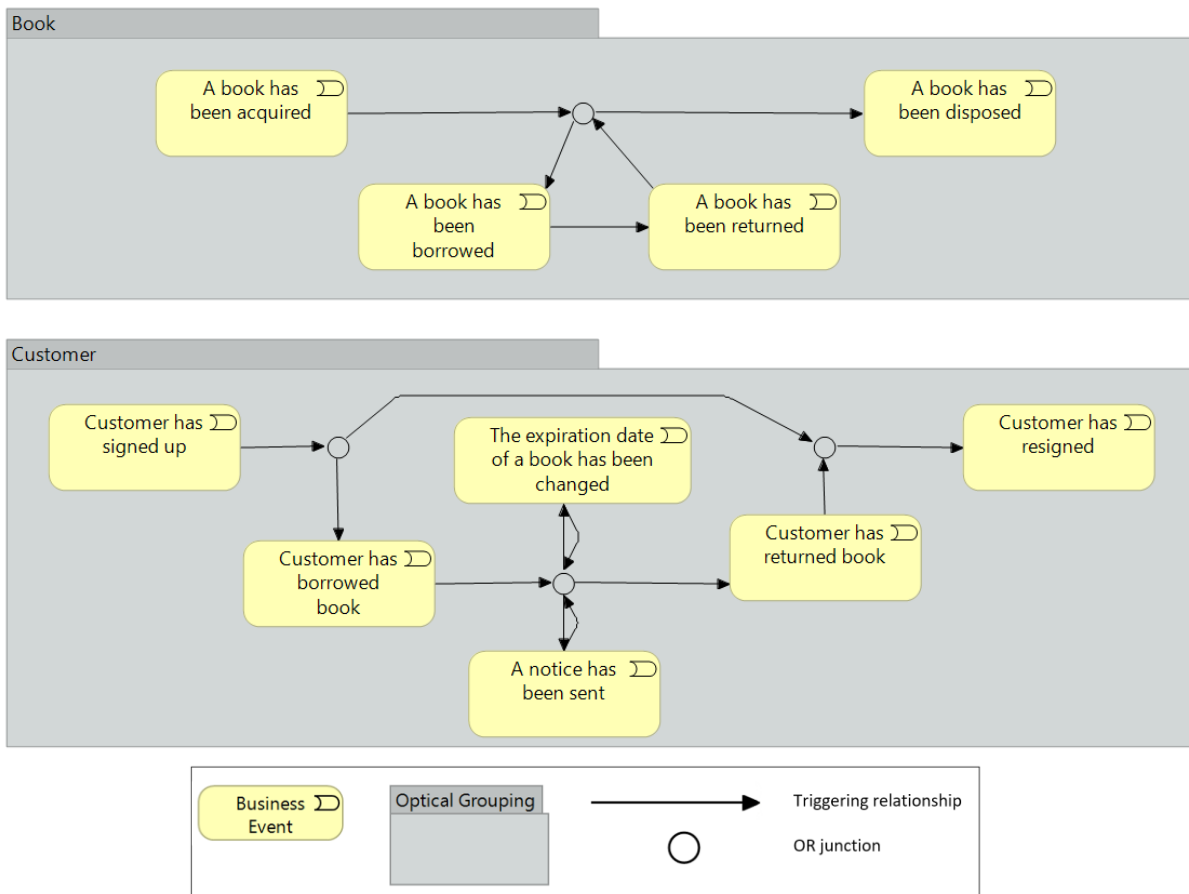 Book
A book has
been acquired
A book has
been disposed
A book has
been
borrowed
A book has
been returned
Customer
Customer has
signed up
The expiration date
of a book has been
changed
Customer has
resigned
Customer has
borrowed
book
Customer has
returned book
A notice has
been sent
Business
Event
Optical Grouping
Triggering relationship
OR junction